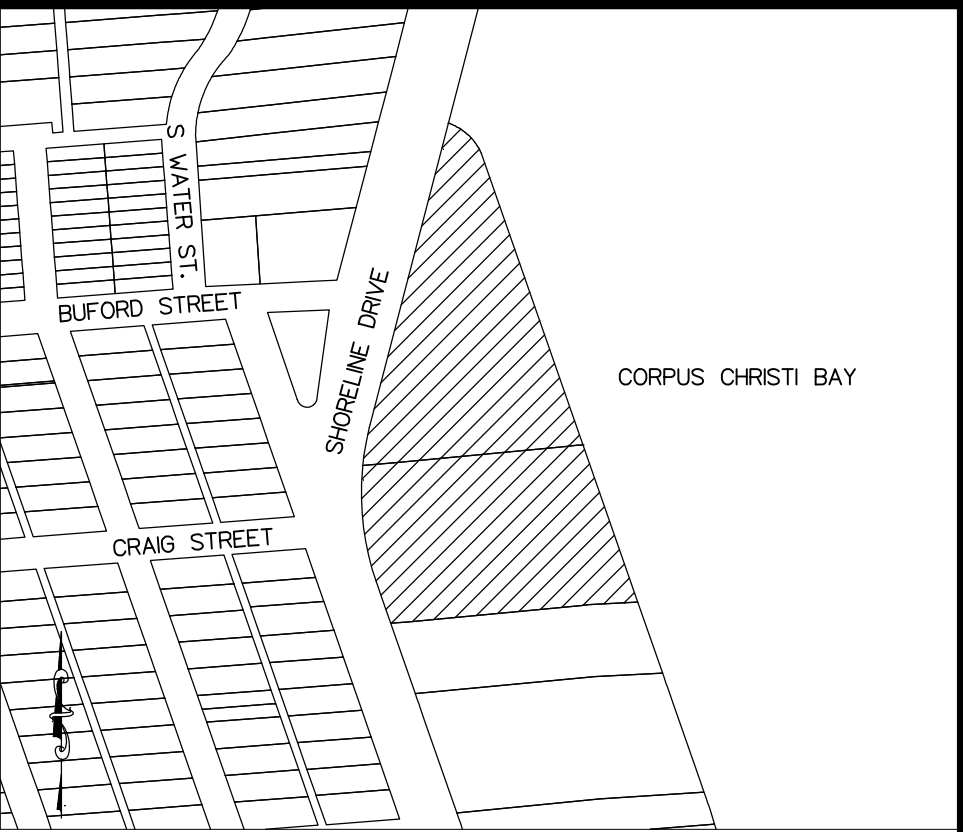 S WATER ST.
BUFORD STREET
SHORELINE DRIVE
CORPUS CHRISTI BAY
CRAIG STREET